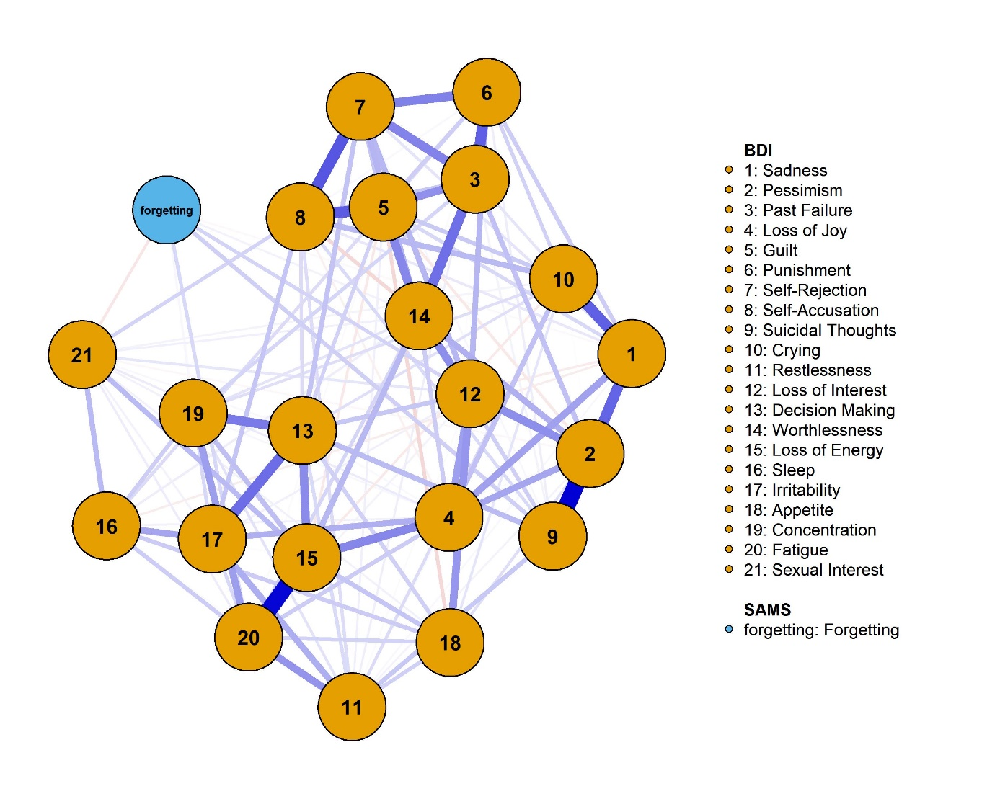 6
7
3
5
8
forgetting
10
14
1
21
12
19
13
2
4
9
16
17
15
20
18
11
BDI
1: Sadness
2: Pessimism
3: Past Failure
4: Loss of Joy
5: Guilt
6: Punishment
7: Self-Rejection
8: Self-Accusation
9: Suicidal Thoughts
10: Crying
11: Restlessness
12: Loss of Interest
13: Decision Making
14: Worthlessness
15: Loss of Energy
16: Sleep
17: Irritability
18: Appetite
19: Concentration
20: Fatigue
21: Sexual Interest
SAMS
forgetting: Forgetting